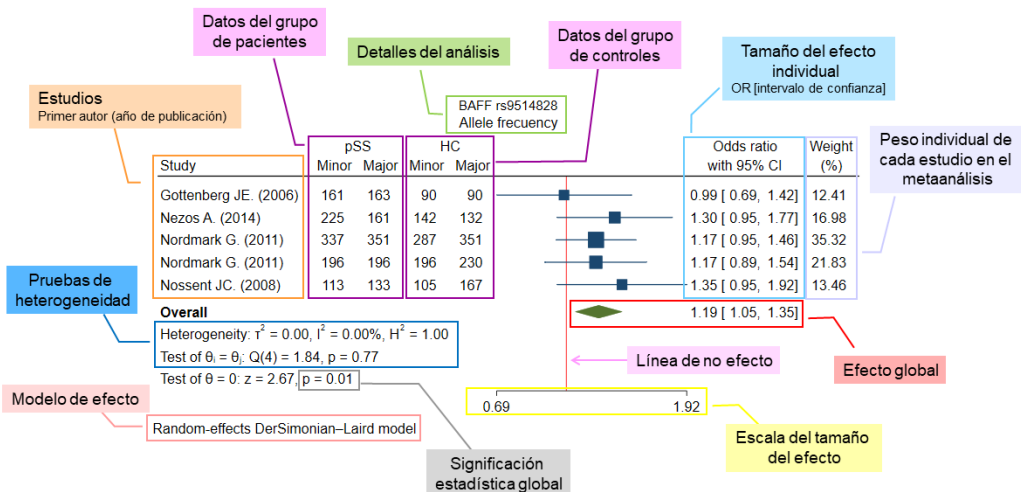 Datos del grupo
de pacientes
Detalles del análisis
Datos del grupo
de controles
Tamaño del efecto
individual
OR [intervalo de confianza]
Estudios
Primer autor (año de publicación)
BAFF rs9514828
Allele frecuency
Peso individual de
cada estudio en el
metaanálisis
pSS HC Odds ratio Weight
Study Minor Major Minor Major with 95% CI (%)
Gottenberg JE. (2006) 161 163 90 90 0.99 [ 0.69, 1.42] 12.41
Nezos A. (2014) 225 161 142 132 1.30 [ 0.95, 1.77] 16.98
Nordmark G. (2011) 337 351 287 351 1.17 [ 0.95, 1.46] 35.32
Nordmark G. (2011) 196 196 196 230 1.17 [ 0.89, 1.54] 21.83
Nossent JC. (2008) 113 133 105 167 1.35 [ 0.95, 1.92] 13.46
Pruebas de
heterogeneidad
Overall 1.19 [ 1.05, 1.35]
Heterogeneity: τ² = 0.00, I² = 0.00%, H² = 1.00
Test of θᵢ = θⱼ: Q(4) = 1.84, p = 0.77
Test of θ = 0: z = 2.67, p = 0.01
Línea de no efecto
Efecto global
Modelo de efecto
0.69 1.92
Random-effects DerSimonian–Laird model
Escala del tamaño
del efecto
Significación
estadística global